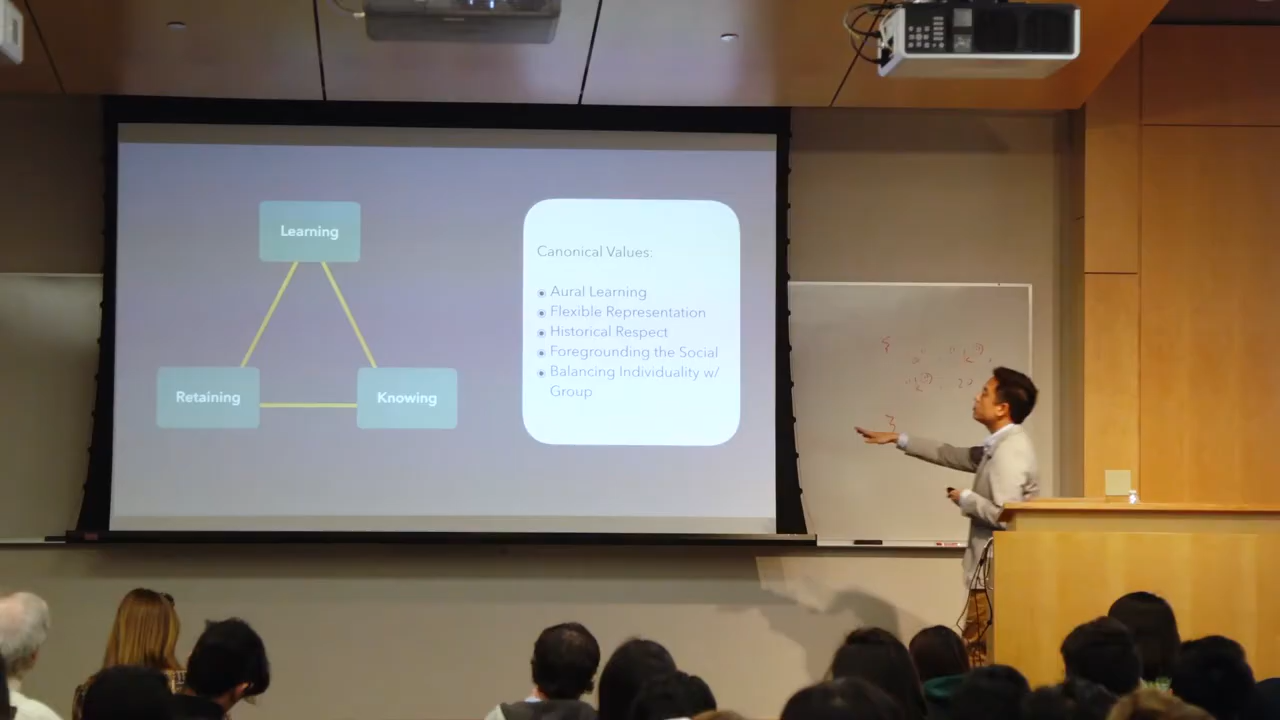 Learning
Retaining
Knowing
Canonical Values:
Aural Learning
Flexible Representation
Historical Respect
Foregrounding the Social
Balancing Individuality w/
Group